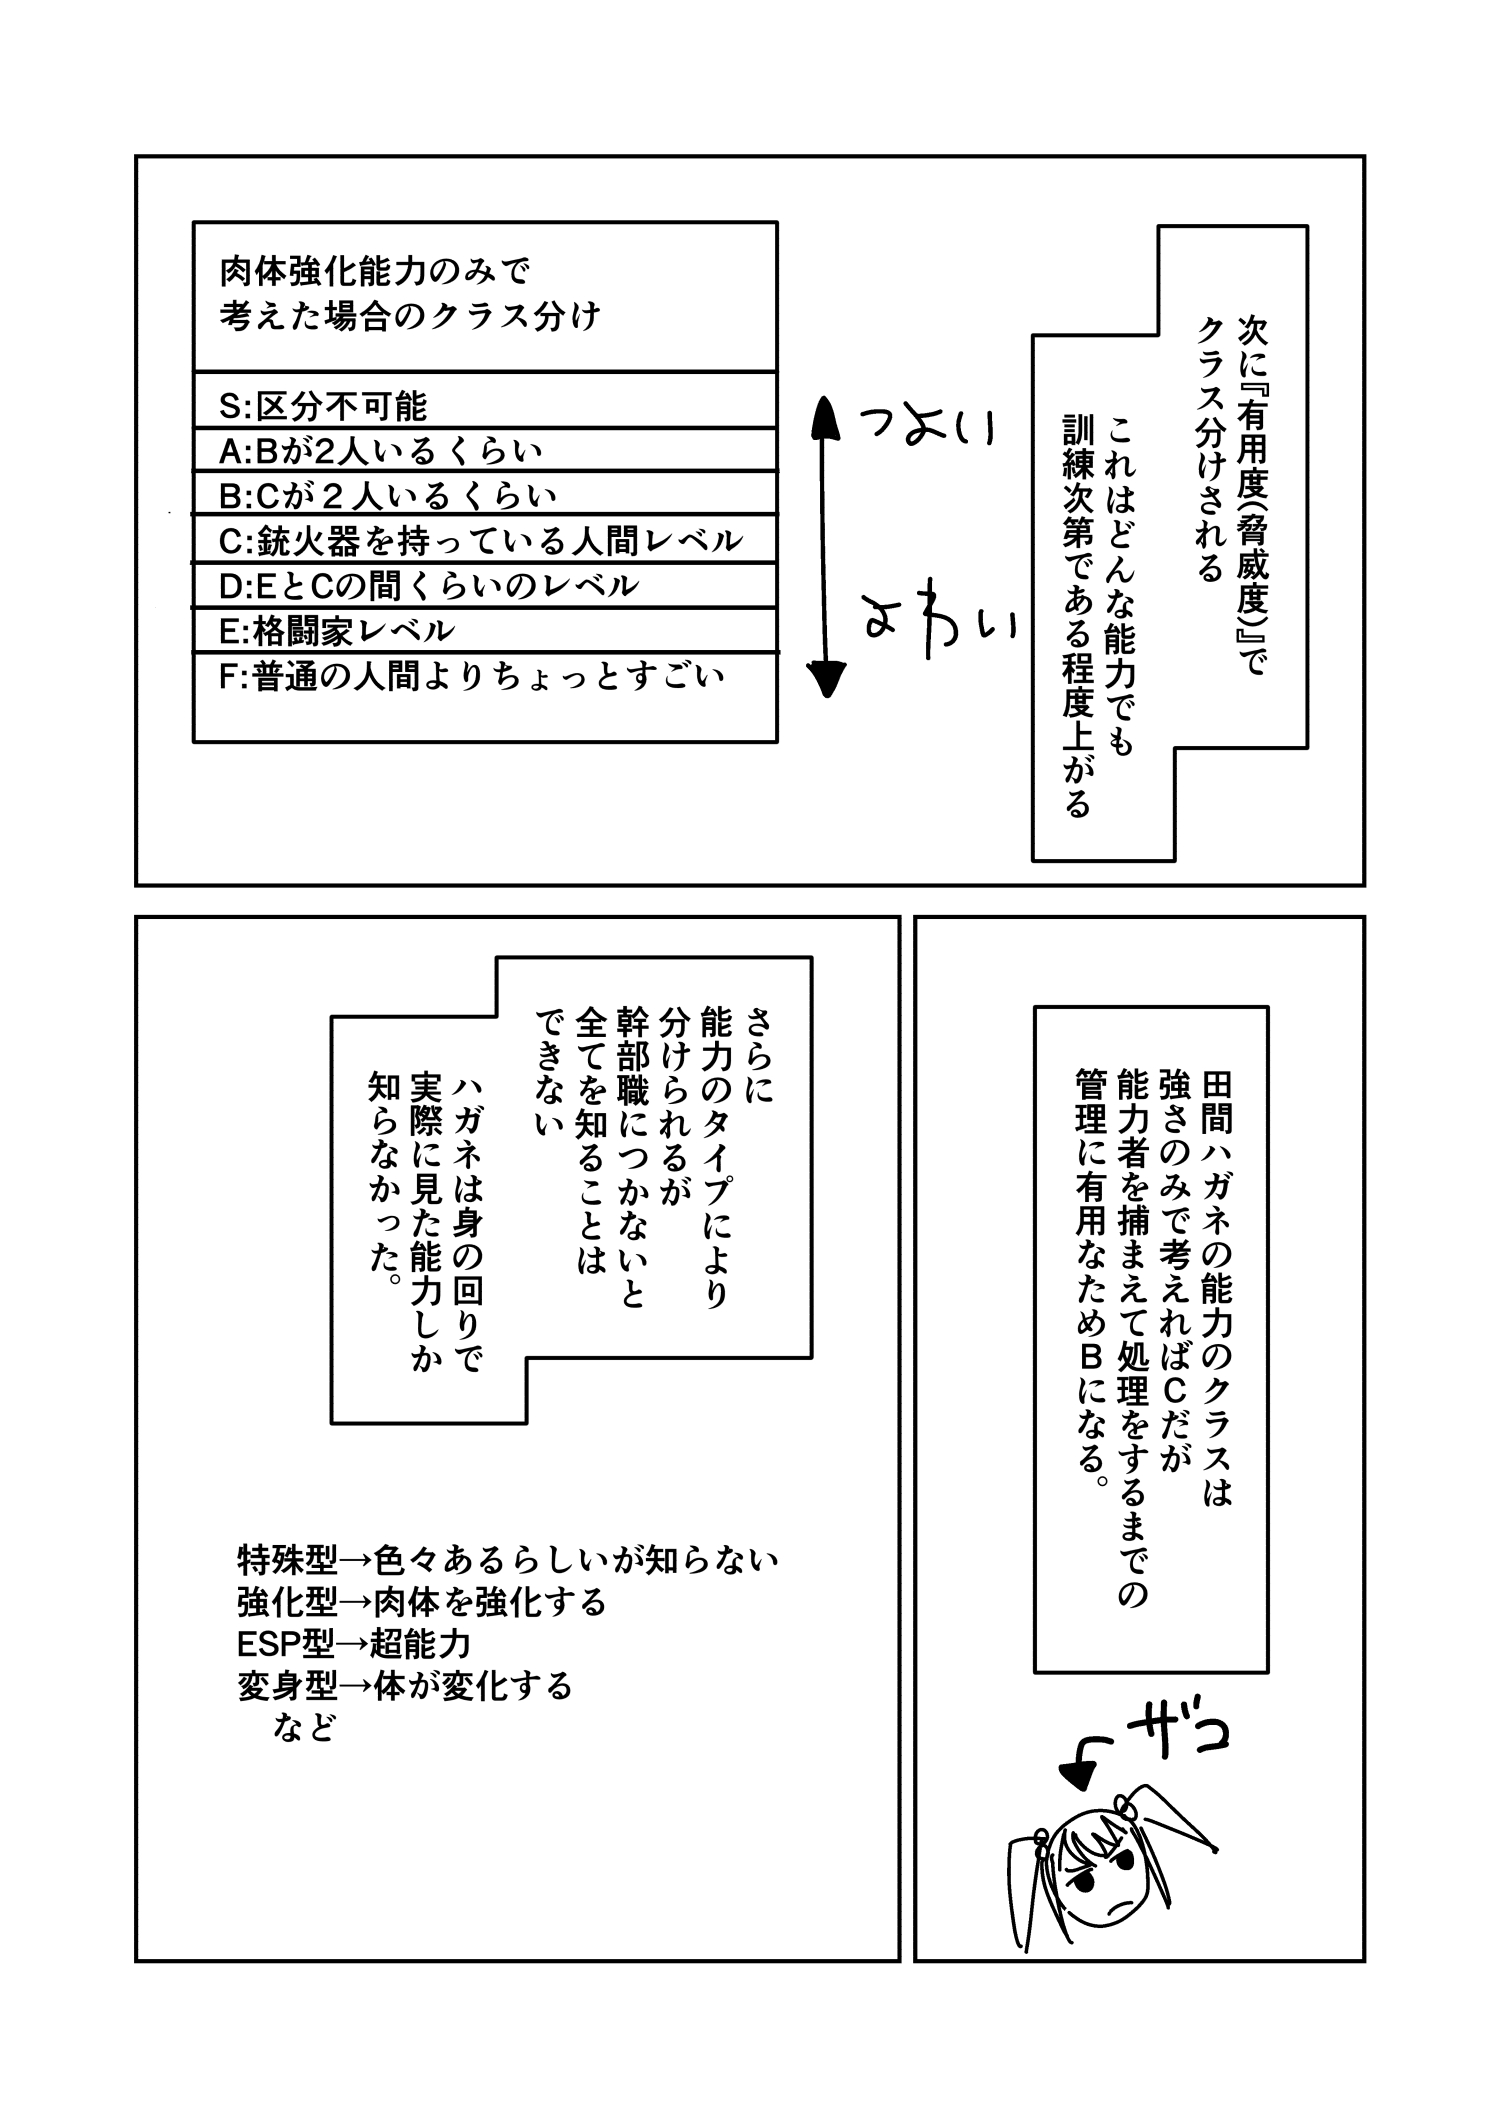 次に『有用度(脅威度)』で
クラス分けされる
これはどんな能力でも
訓練次第である程度上がる
つよい
よわい
肉体強化能力のみで
考えた場合のクラス分け
S:区分不可能
A:Bが2人いるくらい
B:Cが２人いるくらい
C:銃火器を持っている人間レベル
D:EとCの間くらいのレベル
E:格闘家レベル
F:普通の人間よりちょっとすごい
田間ハガネの能力のクラスは
強さのみで考えればCだが
能力者を捕まえて処理をするまでの
管理に有用なためBになる。
ザコ
さらに
能力のタイプにより
分けられるが
幹部職につかないと
全てを知ることは
できない
ハガネは身の回りで
実際に見た能力しか
知らなかった。
特殊型→色々あるらしいが知らない
強化型→肉体を強化する
ESP型→超能力
変身型→体が変化する
など